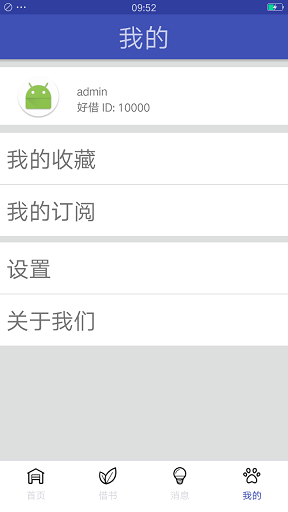 09:52
我的
admin
好借 ID: 10000
我的收藏
我的订阅
设置
关于我们
首页 借书 消息 我的